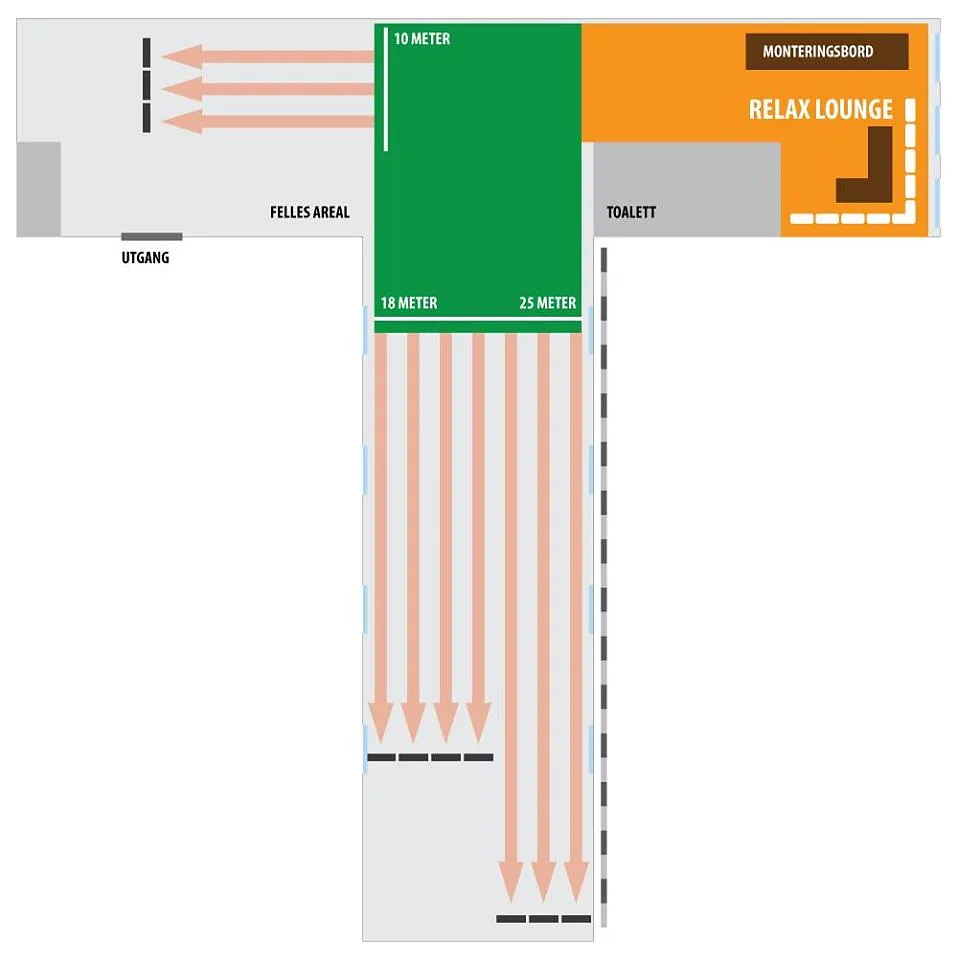 10 METER
MONTERINGSBORD
RELAX LOUNGE
FELLES AREAL
TOALETT
UTGANG
18 METER
25 METER